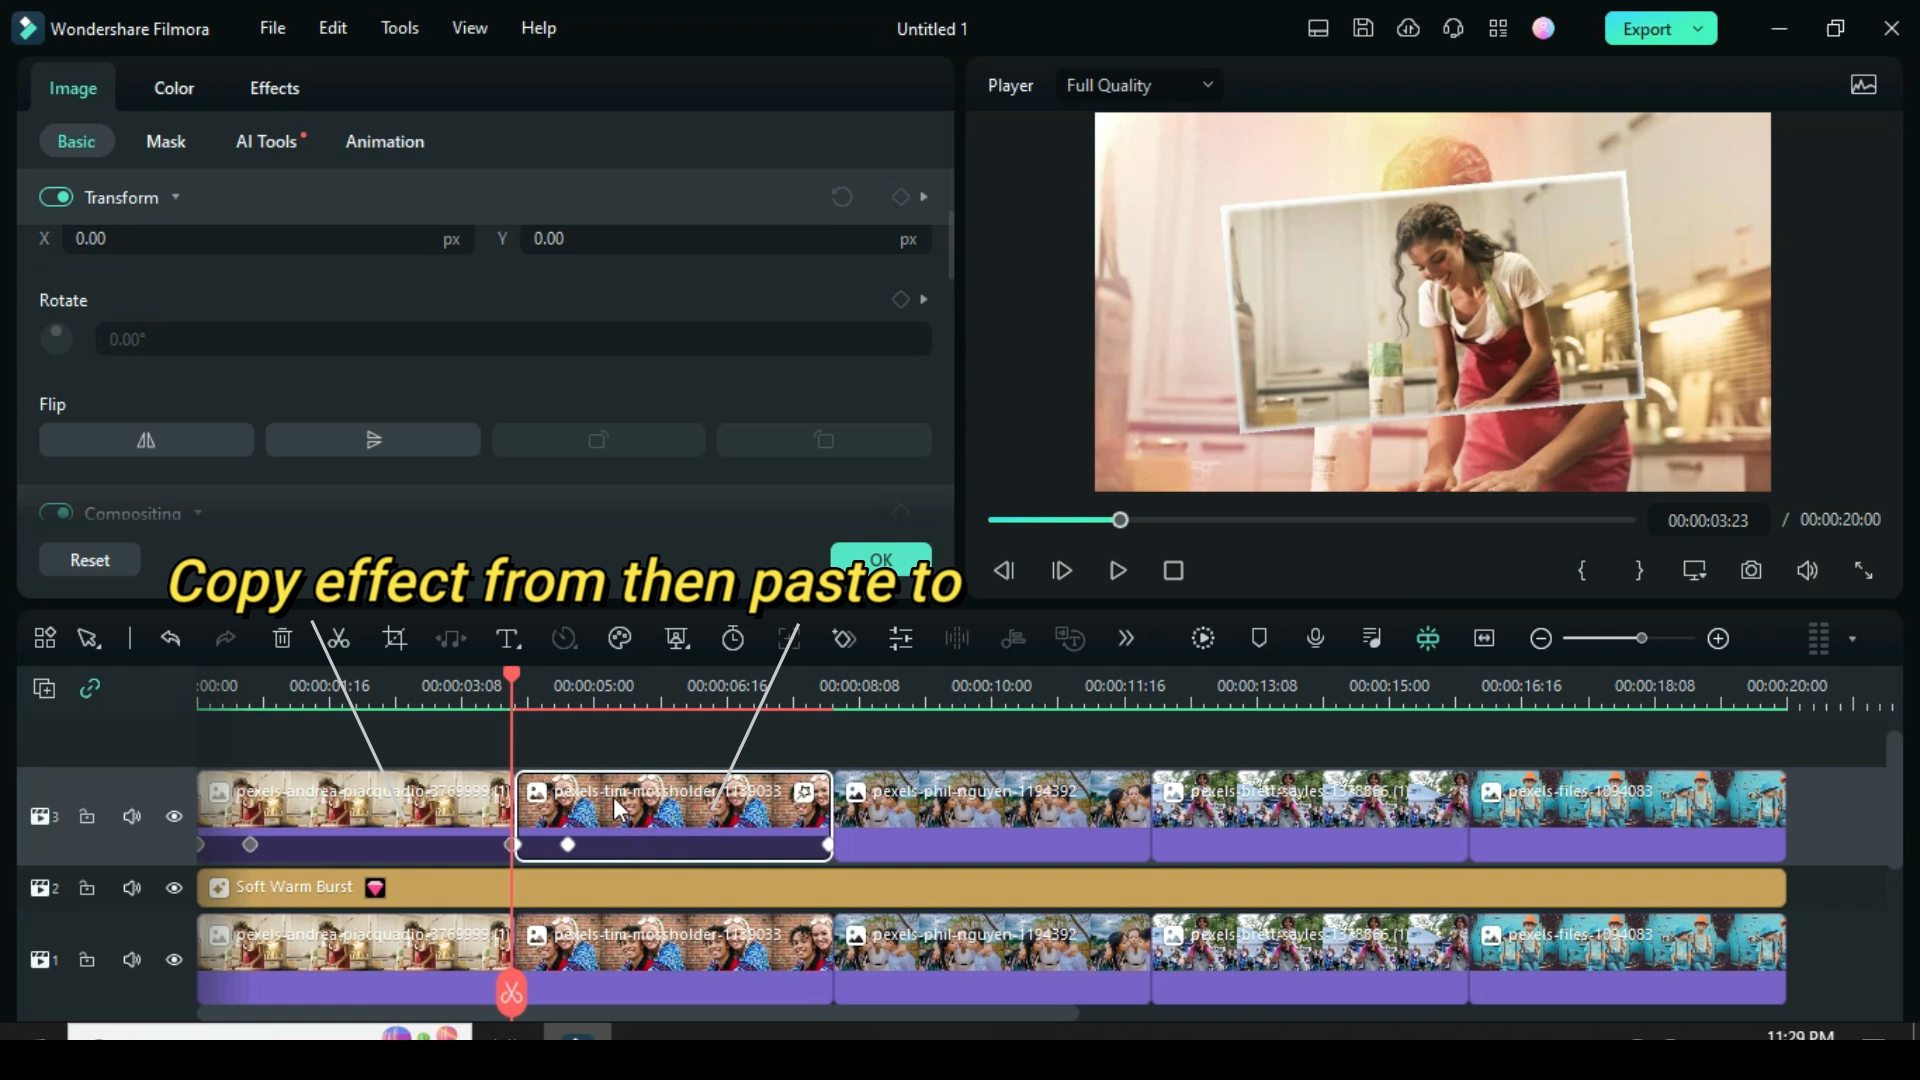 Wondershare Filmora File Edit Tools View Help Untitled 1 Export
Image Color Effects
Player Full Quality
Basic Mask AI Tools Animation
Transform
X 0.00 px Y 0.00 px
Rotate
0.00°
Flip
Compositing
00:00:03:23 / 00:00:20:00
Reset OK
Copy effect from then paste to
:00:00 00:00:01:16 00:00:03:08 00:00:05:00 00:00:06:16 00:00:08:08 00:00:10:00 00:00:11:16 00:00:13:08 00:00:15:00 00:00:16:16 00:00:18:08 00:00:20:00
3 pexels-andrea-piacquadio-3769999 (1) pexels-tim-mossholder-1139033 pexels-phil-nguyen-1194392 pexels-brett-sayles-1378866 (1) pexels-files-1094083
2 Soft Warm Burst
1 pexels-andrea-piacquadio-3769999 (1) pexels-tim-mossholder-1139033 pexels-phil-nguyen-1194392 pexels-brett-sayles-1378866 (1) pexels-files-1094083
11:29 PM